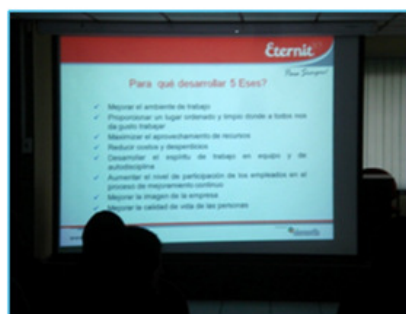 Eternit
Para qué desarrollar 5 Eses?
Mejorar el ambiente de trabajo
Proporcionar un lugar ordenado y limpio donde a todos nos
da gusto trabajar
Maximizar el aprovechamiento de recursos
Reducir costos y desperdicios
Desarrollar el espíritu de trabajo en equipo y de
autodisciplina
Aumentar el nivel de participación de los empleados en el
proceso de mejoramiento continuo
Mejorar la imagen de la empresa
Mejorar la calidad de vida de las personas